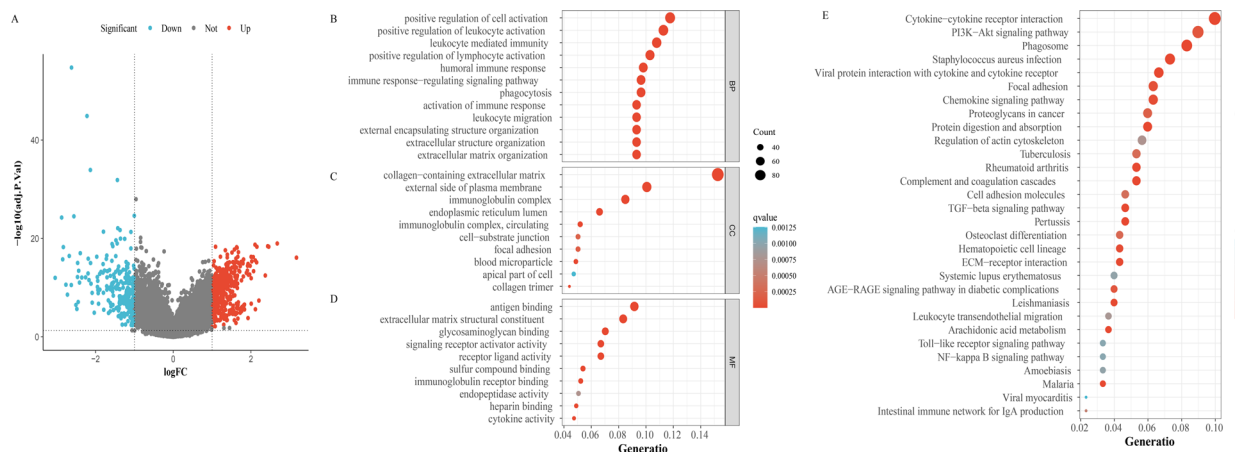 A
Significant Down Not Up
−log10(adj.P.Val)
40
20
0
−2 0 2
logFC
B
positive regulation of cell activation
positive regulation of leukocyte activation
leukocyte mediated immunity
positive regulation of lymphocyte activation
humoral immune response
immune response−regulating signaling pathway
phagocytosis
activation of immune response
leukocyte migration
external encapsulating structure organization
extracellular structure organization
extracellular matrix organization
BP
C
collagen−containing extracellular matrix
external side of plasma membrane
immunoglobulin complex
endoplasmic reticulum lumen
immunoglobulin complex, circulating
cell−substrate junction
focal adhesion
blood microparticle
apical part of cell
collagen trimer
CC
D
antigen binding
extracellular matrix structural constituent
glycosaminoglycan binding
signaling receptor activator activity
receptor ligand activity
sulfur compound binding
immunoglobulin receptor binding
endopeptidase activity
heparin binding
cytokine activity
MF
0.04 0.06 0.08 0.10 0.12 0.14
Generatio
Count
40
60
80
qvalue
0.00125
0.00100
0.00075
0.00050
0.00025
E
Cytokine−cytokine receptor interaction
PI3K−Akt signaling pathway
Phagosome
Staphylococcus aureus infection
Viral protein interaction with cytokine and cytokine receptor
Focal adhesion
Chemokine signaling pathway
Proteoglycans in cancer
Protein digestion and absorption
Regulation of actin cytoskeleton
Tuberculosis
Rheumatoid arthritis
Complement and coagulation cascades
Cell adhesion molecules
TGF−beta signaling pathway
Pertussis
Osteoclast differentiation
Hematopoietic cell lineage
ECM−receptor interaction
Systemic lupus erythematosus
AGE−RAGE signaling pathway in diabetic complications
Leishmaniasis
Leukocyte transendothelial migration
Arachidonic acid metabolism
Toll−like receptor signaling pathway
NF−kappa B signaling pathway
Amoebiasis
Malaria
Viral myocarditis
Intestinal immune network for IgA production
0.02 0.04 0.06 0.08 0.10
Generatio